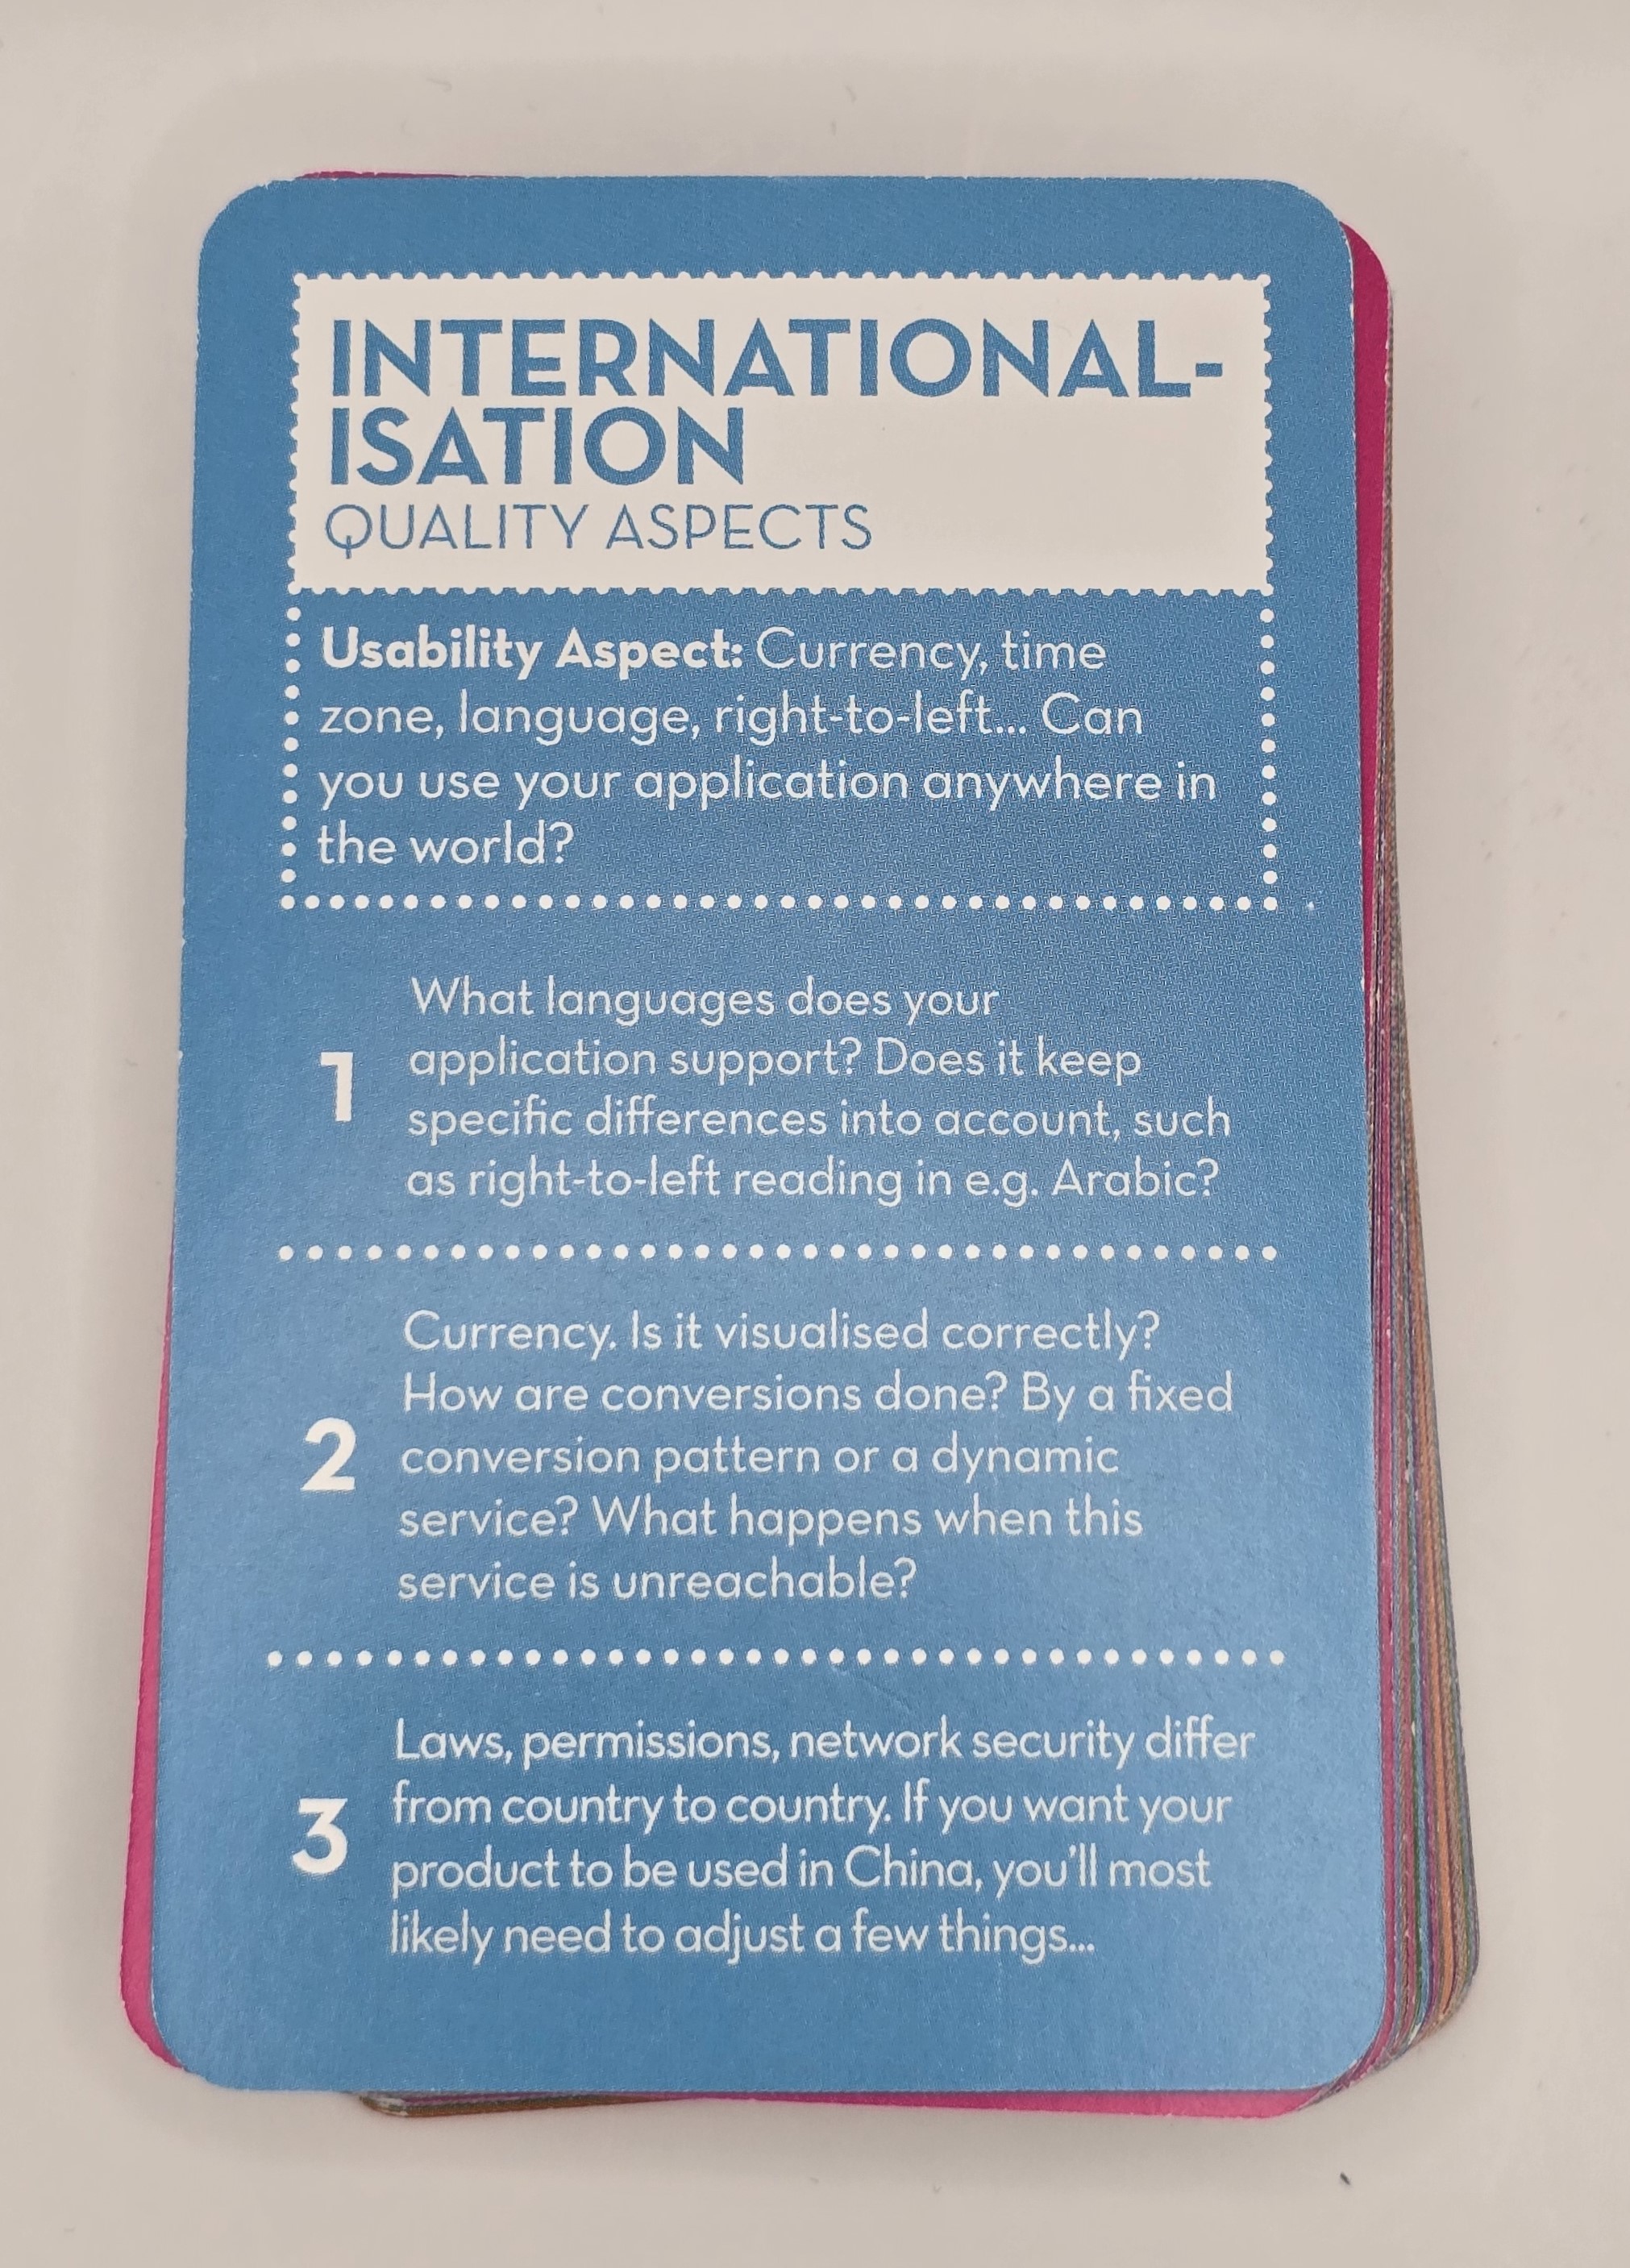 INTERNATIONAL-
ISATION
QUALITY ASPECTS
Usability Aspect: Currency, time
zone, language, right-to-left... Can
you use your application anywhere in
the world?
1
What languages does your
application support? Does it keep
specific differences into account, such
as right-to-left reading in e.g. Arabic?
2
Currency. Is it visualised correctly?
How are conversions done? By a fixed
conversion pattern or a dynamic
service? What happens when this
service is unreachable?
3
Laws, permissions, network security differ
from country to country. If you want your
product to be used in China, you'll most
likely need to adjust a few things...